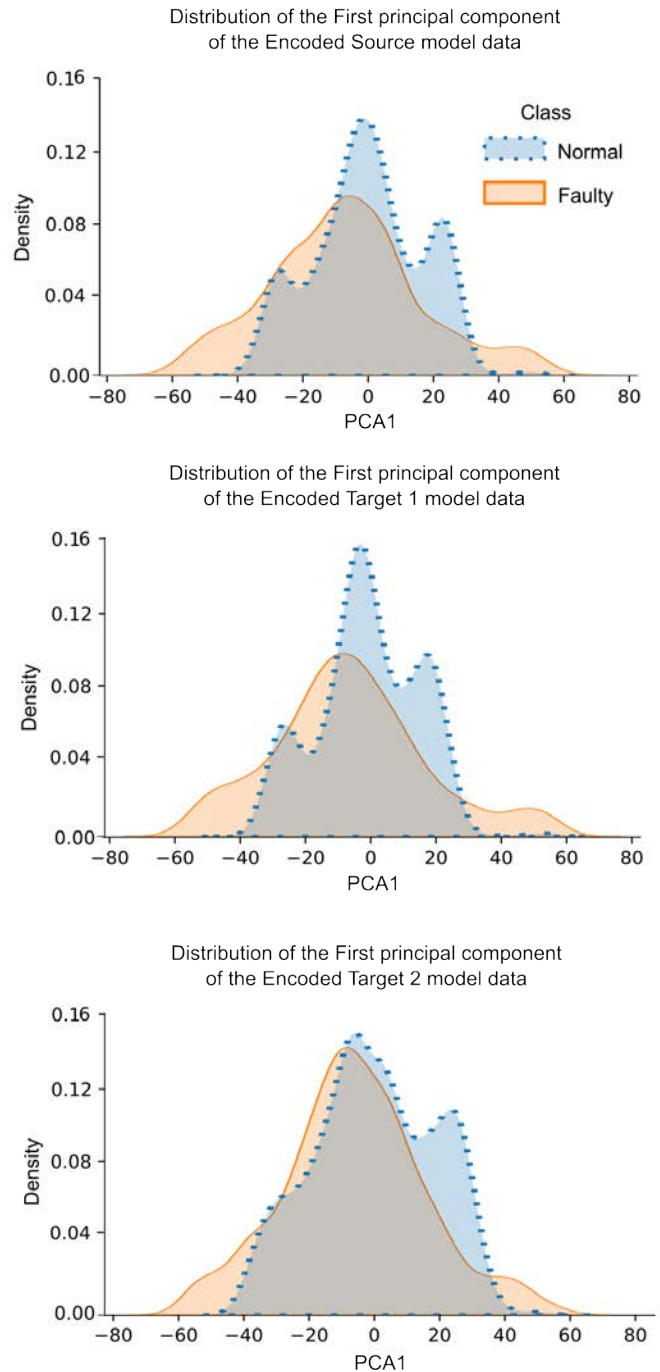 Distribution of the First principal component
of the Encoded Source model data
0.16
Class
0.12
Normal
Faulty
0.08
Density
0.04
0.00
−80 −60 −40 −20 0 20 40 60 80
PCA1
Distribution of the First principal component
of the Encoded Target 1 model data
0.16
0.12
0.08
Density
0.04
0.00
−80 −60 −40 −20 0 20 40 60 80
PCA1
Distribution of the First principal component
of the Encoded Target 2 model data
0.16
0.12
0.08
Density
0.04
0.00
−80 −60 −40 −20 0 20 40 60 80
PCA1